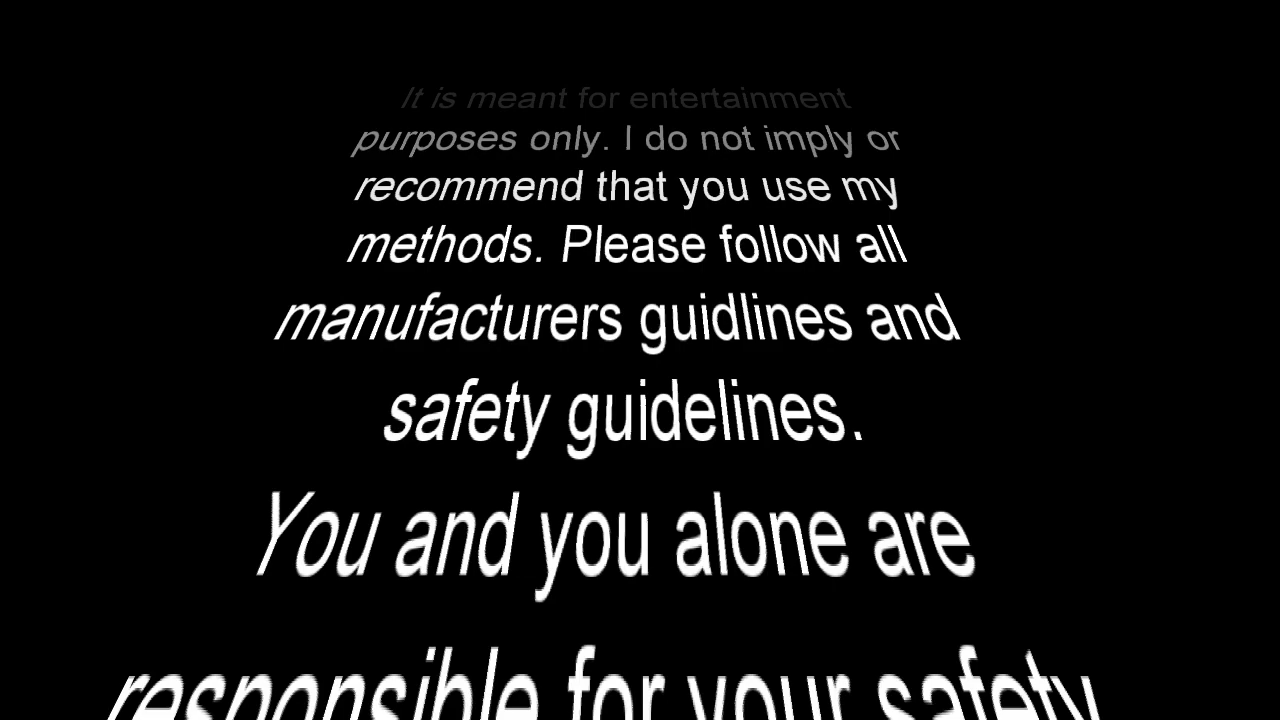 It is meant for entertainment
purposes only. I do not imply or
recommend that you use my
methods. Please follow all
manufacturers guidlines and
safety guidelines.
You and you alone are
responsible for your safety